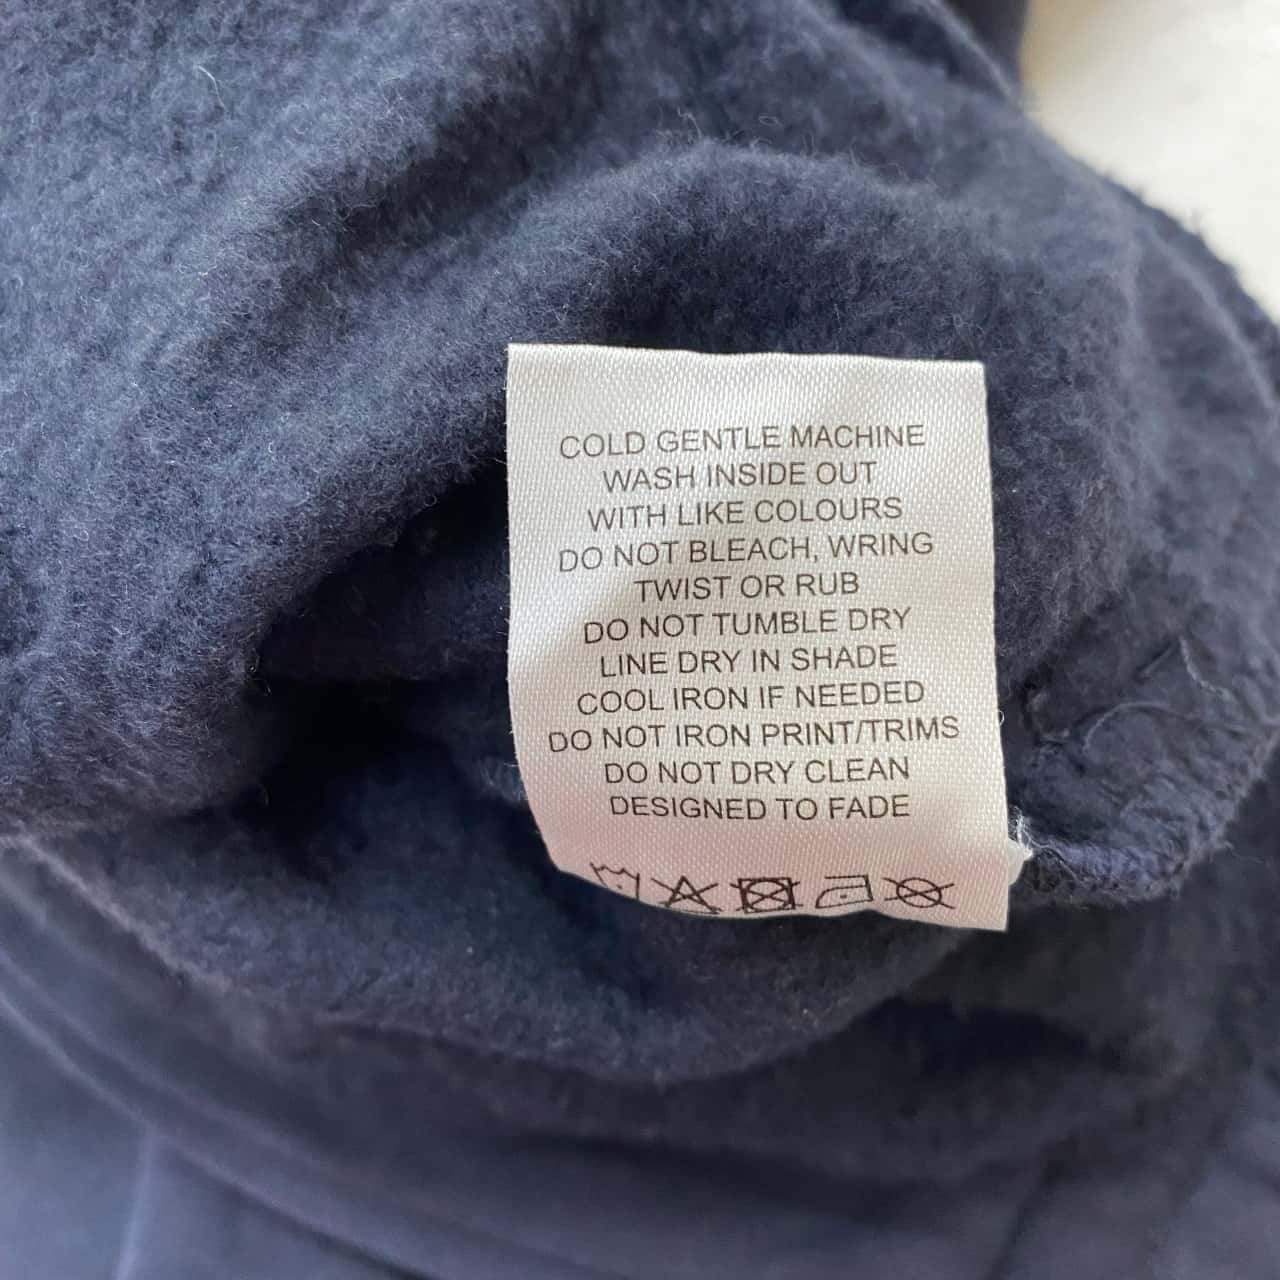 COLD GENTLE MACHINE
WASH INSIDE OUT
WITH LIKE COLOURS
DO NOT BLEACH, WRING
TWIST OR RUB
DO NOT TUMBLE DRY
LINE DRY IN SHADE
COOL IRON IF NEEDED
DO NOT IRON PRINT/TRIMS
DO NOT DRY CLEAN
DESIGNED TO FADE